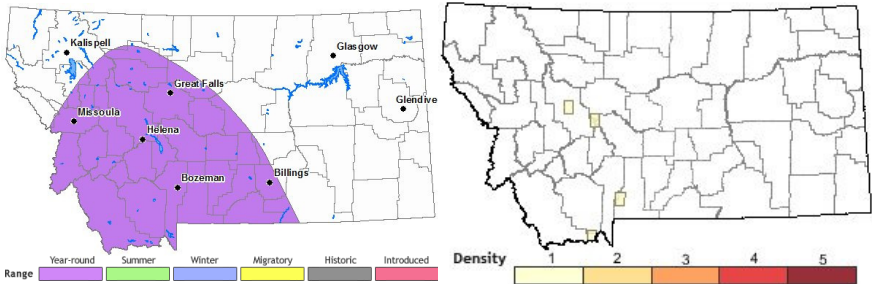 Kalispell
Glasgow
Great Falls
Glendive
Missoula
Helena
Bozeman
Billings
Year-round Summer Winter Migratory Historic Introduced
Range
Density 1 2 3 4 5